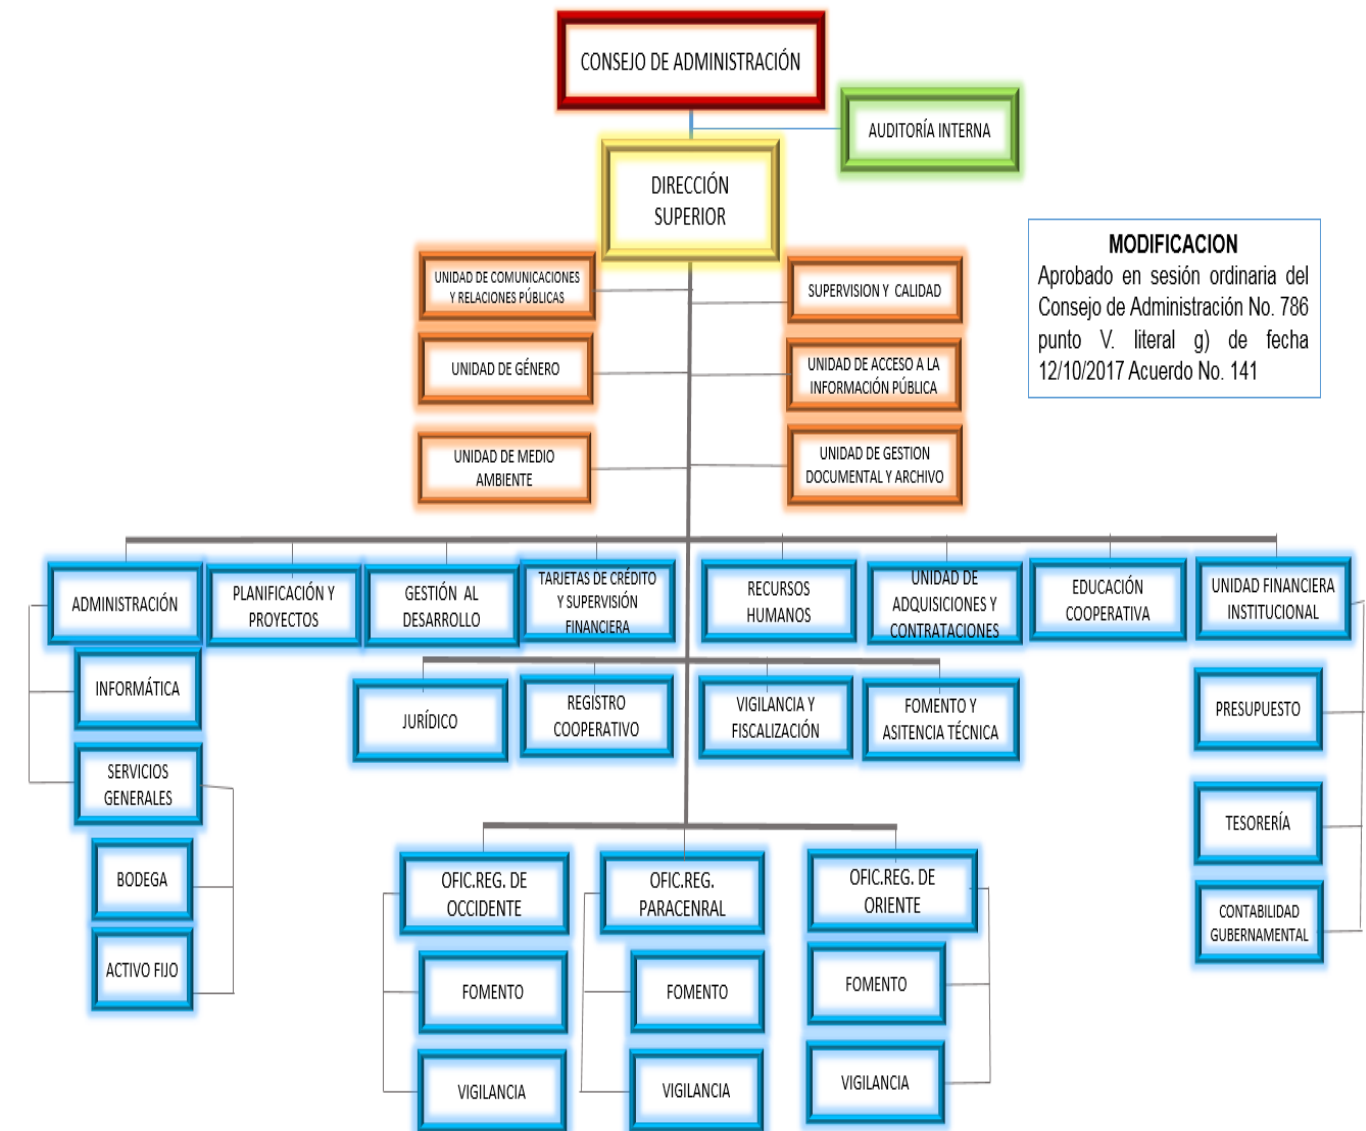 CONSEJO DE ADMINISTRACIÓN
AUDITORÍA INTERNA
DIRECCIÓN
SUPERIOR
MODIFICACION
Aprobado en sesión ordinaria del
Consejo de Administración No. 786
punto V. literal g) de fecha
12/10/2017 Acuerdo No. 141
UNIDAD DE COMUNICACIONES
Y RELACIONES PÚBLICAS
SUPERVISION Y CALIDAD
UNIDAD DE GÉNERO
UNIDAD DE ACCESO A LA
INFORMACIÓN PÚBLICA
UNIDAD DE MEDIO
AMBIENTE
UNIDAD DE GESTION
DOCUMENTAL Y ARCHIVO
ADMINISTRACIÓN
PLANIFICACIÓN Y
PROYECTOS
GESTIÓN AL
DESARROLLO
TARJETAS DE CRÉDITO
Y SUPERVISIÓN
FINANCIERA
RECURSOS
HUMANOS
UNIDAD DE
ADQUISICIONES Y
CONTRATACIONES
EDUCACIÓN
COOPERATIVA
UNIDAD FINANCIERA
INSTITUCIONAL
INFORMÁTICA
SERVICIOS
GENERALES
BODEGA
ACTIVO FIJO
JURÍDICO
REGISTRO
COOPERATIVO
VIGILANCIA Y
FISCALIZACIÓN
FOMENTO Y
ASITENCIA TÉCNICA
PRESUPUESTO
TESORERÍA
CONTABILIDAD
GUBERNAMENTAL
OFIC.REG. DE
OCCIDENTE
FOMENTO
VIGILANCIA
OFIC.REG.
PARACENRAL
FOMENTO
VIGILANCIA
OFIC.REG. DE
ORIENTE
FOMENTO
VIGILANCIA